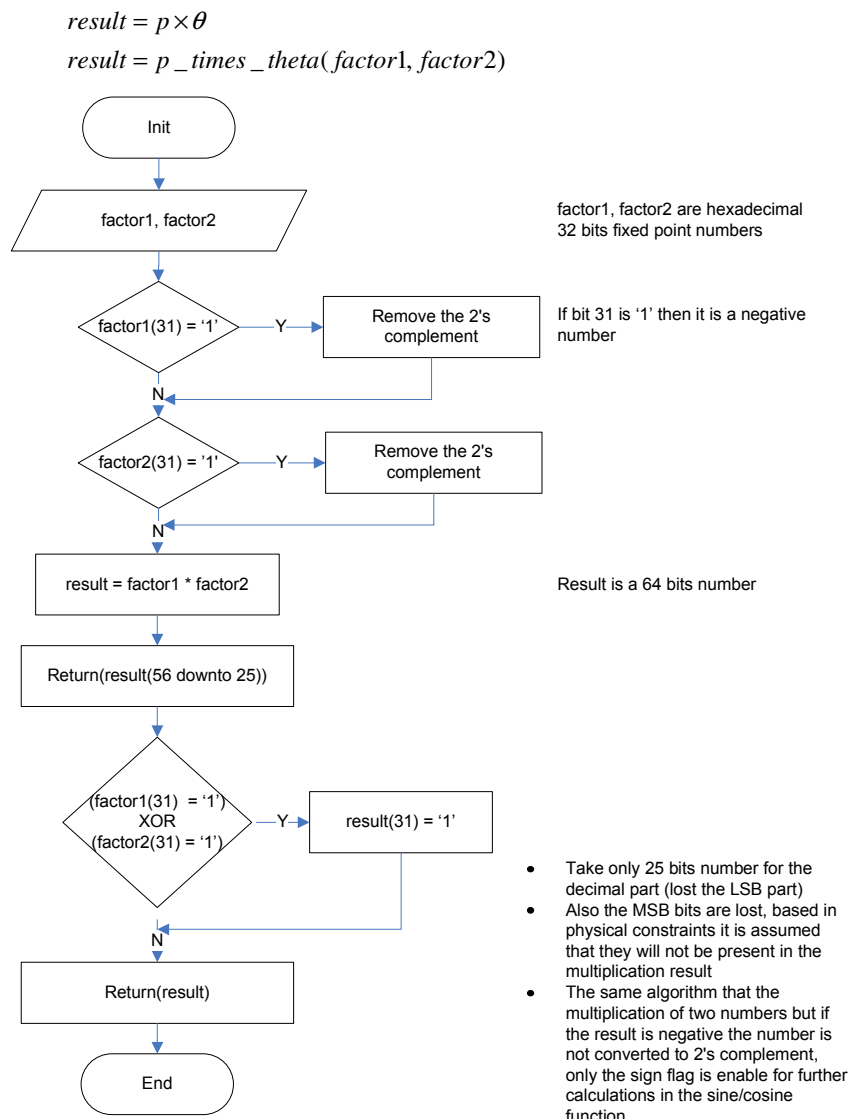 result = p × θ
result = p _ times _ theta( factor1, factor2)
Init
factor1, factor2
factor1, factor2 are hexadecimal
32 bits fixed point numbers
factor1(31) = '1'
Y
Remove the 2's
complement
If bit 31 is ‘1’ then it is a negative
number
N
factor2(31) = ’1'
Y
Remove the 2's
complement
N
result = factor1 * factor2
Result is a 64 bits number
Return(result(56 downto 25))
(factor1(31) = ‘1’)
XOR
(factor2(31) = ‘1’)
Y
result(31) = ‘1’
N
Return(result)
End
• Take only 25 bits number for the
decimal part (lost the LSB part)
• Also the MSB bits are lost, based in
physical constraints it is assumed
that they will not be present in the
multiplication result
• The same algorithm that the
multiplication of two numbers but if
the result is negative the number is
not converted to 2's complement,
only the sign flag is enable for further
calculations in the sine/cosine
function